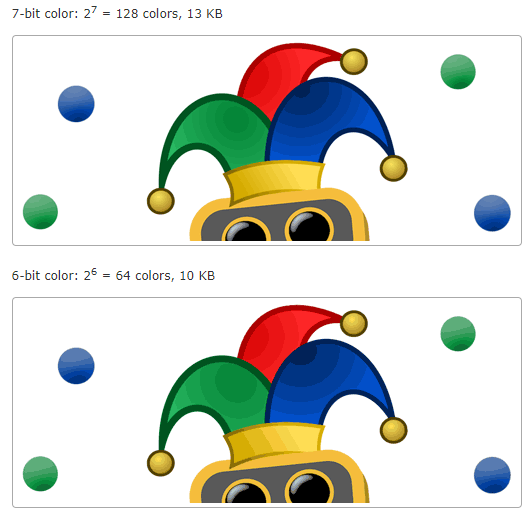 7-bit color: 2⁷ = 128 colors, 13 KB
6-bit color: 2⁶ = 64 colors, 10 KB